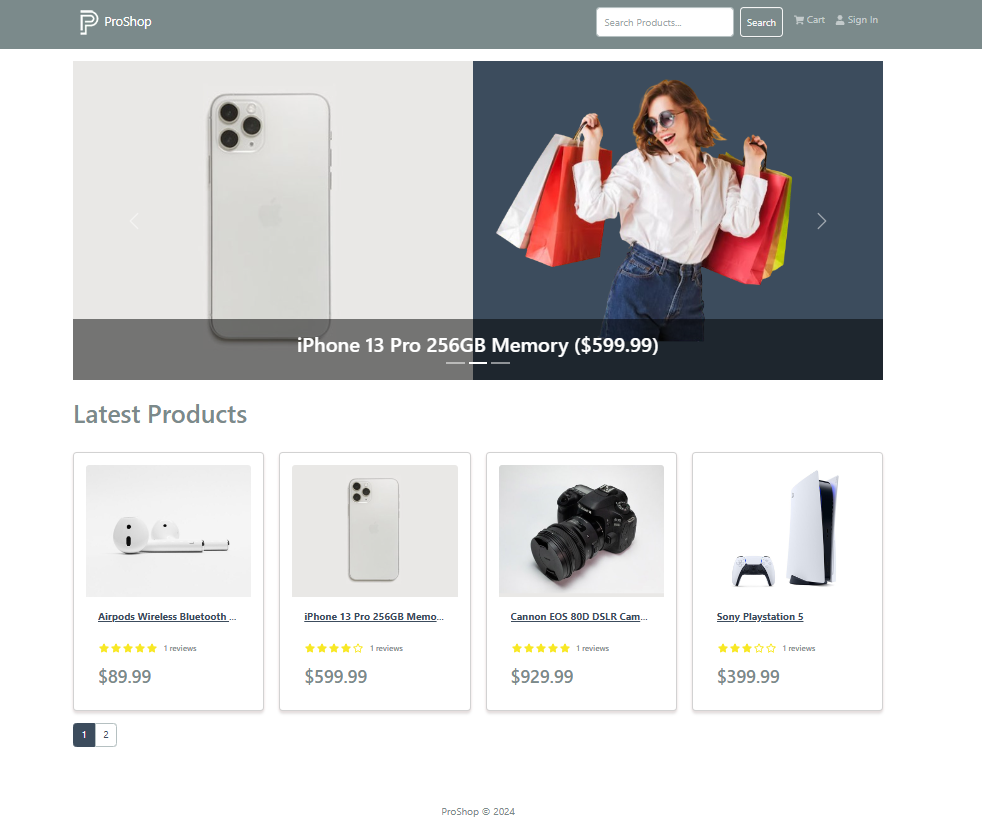 ProShop
Search Products...
Search
Cart
Sign In
iPhone 13 Pro 256GB Memory ($599.99)
Latest Products
Airpods Wireless Bluetooth ...
1 reviews
$89.99
iPhone 13 Pro 256GB Memo...
1 reviews
$599.99
Cannon EOS 80D DSLR Cam...
1 reviews
$929.99
Sony Playstation 5
1 reviews
$399.99
1 2
ProShop © 2024